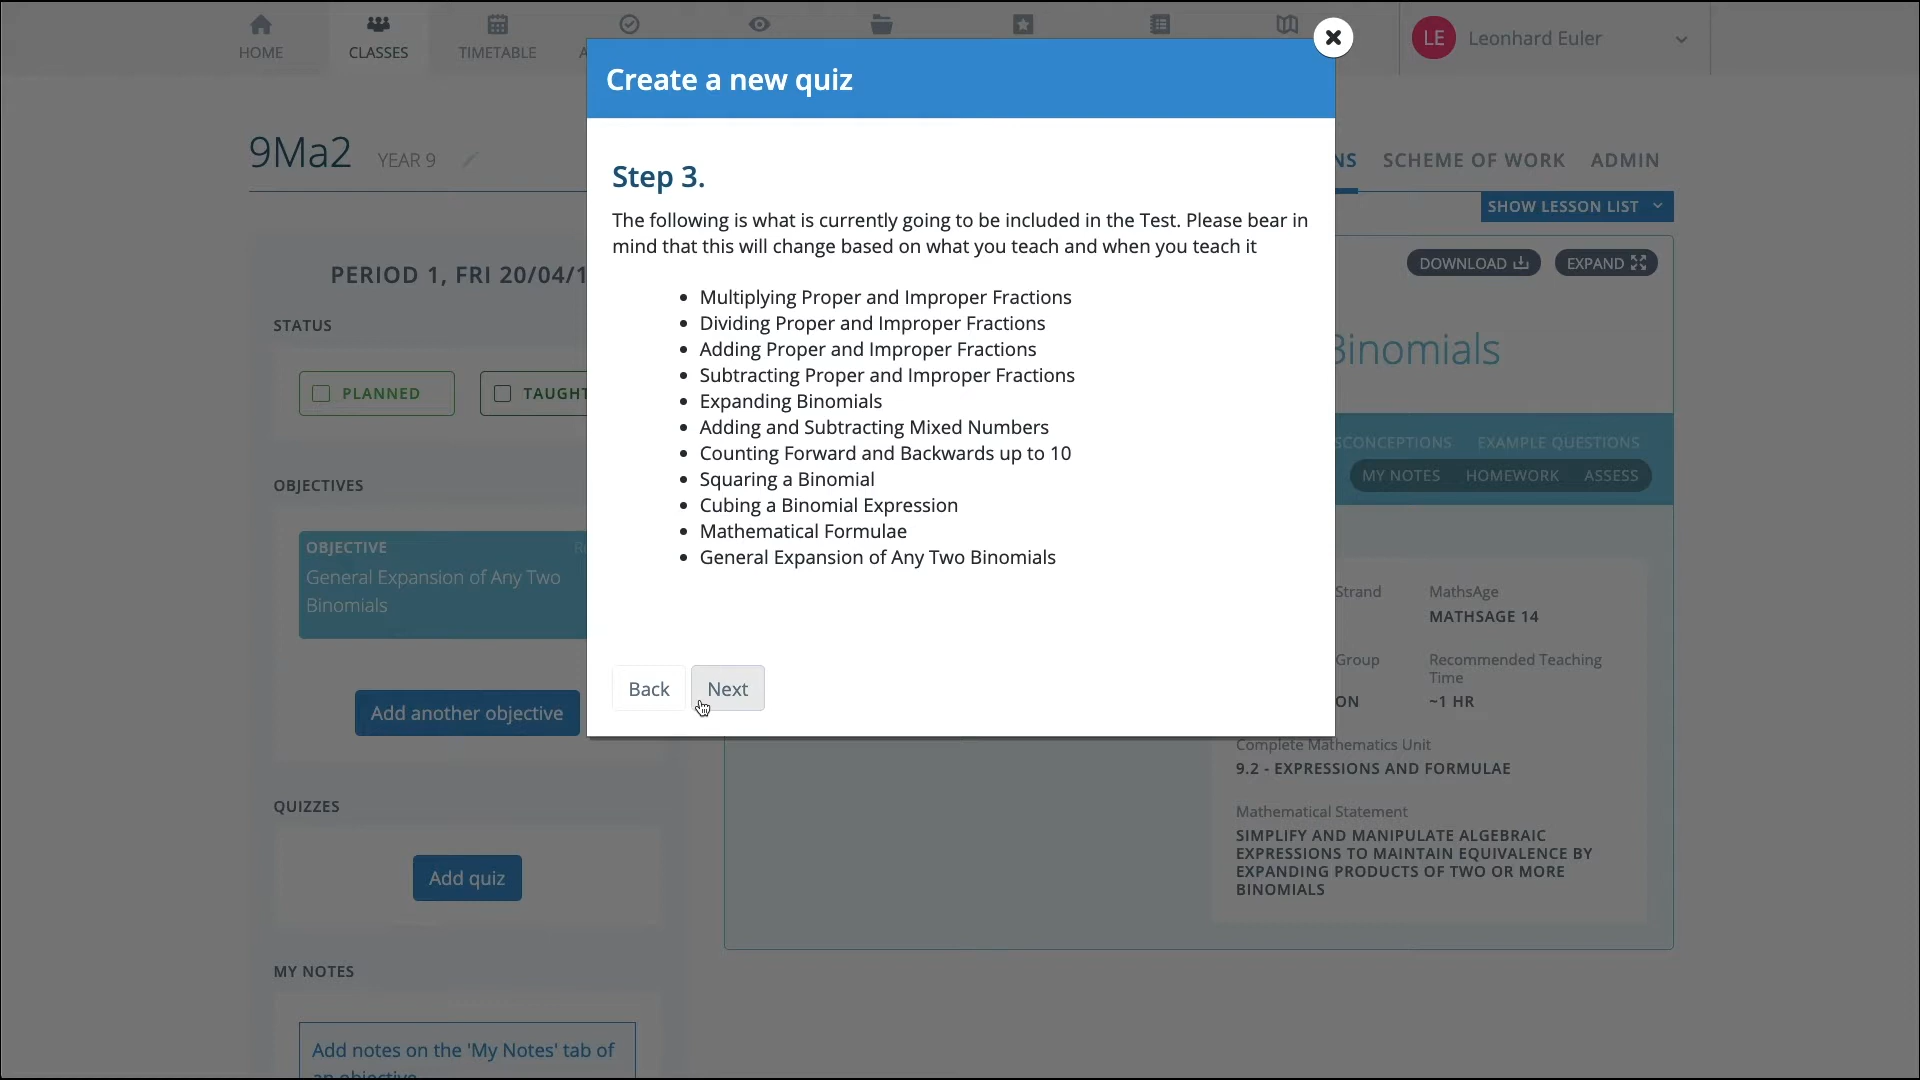 HOME
CLASSES
TIMETABLE
LE
Leonhard Euler
Create a new quiz
9Ma2
YEAR 9
SCHEME OF WORK
ADMIN
SHOW LESSON LIST
Step 3.
The following is what is currently going to be included in the Test. Please bear in
mind that this will change based on what you teach and when you teach it
Multiplying Proper and Improper Fractions
Dividing Proper and Improper Fractions
Adding Proper and Improper Fractions
Subtracting Proper and Improper Fractions
Expanding Binomials
Adding and Subtracting Mixed Numbers
Counting Forward and Backwards up to 10
Squaring a Binomial
Cubing a Binomial Expression
Mathematical Formulae
General Expansion of Any Two Binomials
Back
Next
PERIOD 1, FRI 20/04/1
STATUS
PLANNED
TAUGHT
OBJECTIVES
OBJECTIVE
General Expansion of Any Two
Binomials
Add another objective
QUIZZES
Add quiz
MY NOTES
Add notes on the 'My Notes' tab of
an objective
DOWNLOAD
EXPAND
Binomials
SCONCEPTIONS
EXAMPLE QUESTIONS
MY NOTES
HOMEWORK
ASSESS
Strand
MathsAge
MATHSAGE 14
Group
Recommended Teaching
Time
ON
~1 HR
Complete Mathematics Unit
9.2 - EXPRESSIONS AND FORMULAE
Mathematical Statement
SIMPLIFY AND MANIPULATE ALGEBRAIC
EXPRESSIONS TO MAINTAIN EQUIVALENCE BY
EXPANDING PRODUCTS OF TWO OR MORE
BINOMIALS